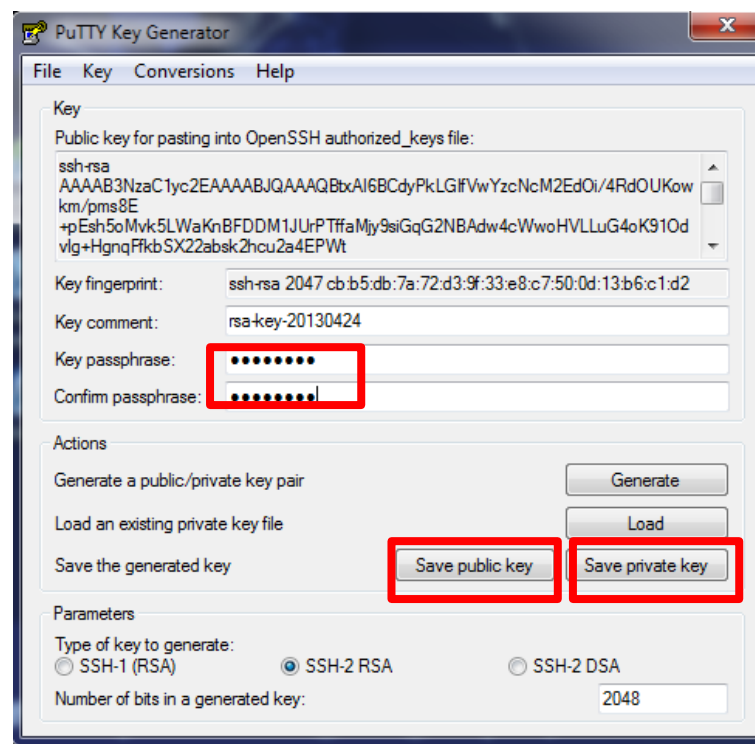 PuTTY Key Generator
File Key Conversions Help
Key
Public key for pasting into OpenSSH authorized_keys file:
ssh-rsa
AAAAB3NzaC1yc2EAAAABJQAAAQBtxAI6BCdyPkLGIfVwYzcNcM2EdOi/4RdOUKow
km/pms8E
+pEsh5oMvk5LWaKnBFDDM1JUrPTffaMjy9siGqG2NBAdw4cWwoHVLLuG4oK91Od
vlg+HgnqFfkbSX22absk2hcu2a4EPWt
Key fingerprint: ssh-rsa 2047 cb:b5:db:7a:72:d3:9f:33:e8:c7:50:0d:13:b6:c1:d2
Key comment: rsa-key-20130424
Key passphrase: ●●●●●●●●
Confirm passphrase: ●●●●●●●●
Actions
Generate a public/private key pair Generate
Load an existing private key file Load
Save the generated key Save public key Save private key
Parameters
Type of key to generate:
SSH-1 (RSA) SSH-2 RSA SSH-2 DSA
Number of bits in a generated key: 2048